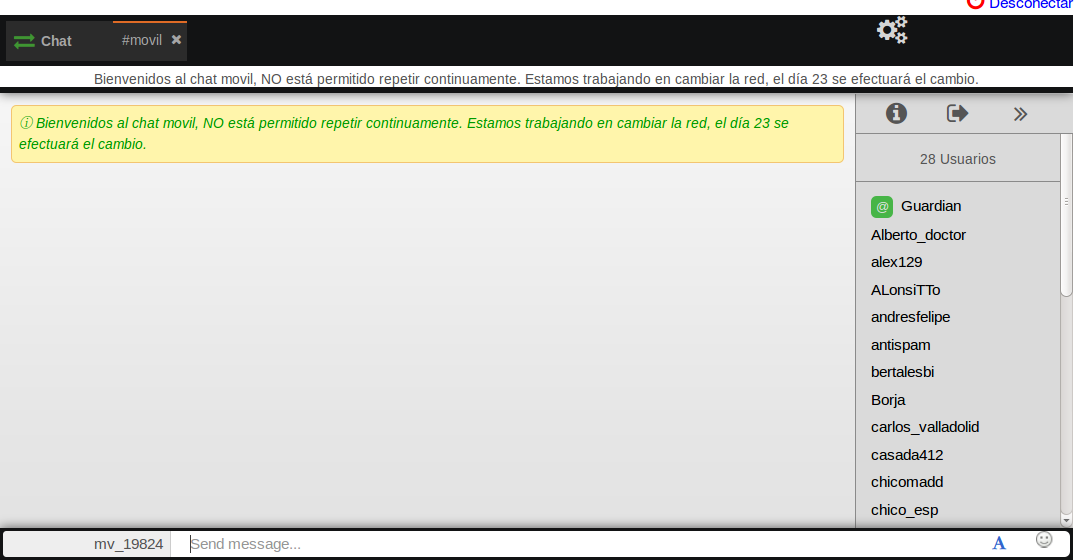 Desconectar
Chat
#movil
Bienvenidos al chat movil, NO está permitido repetir continuamente. Estamos trabajando en cambiar la red, el día 23 se efectuará el cambio.
Bienvenidos al chat movil, NO está permitido repetir continuamente. Estamos trabajando en cambiar la red, el día 23 se
efectuará el cambio.
28 Usuarios
@ Guardian
Alberto_doctor
alex129
ALonsiTTo
andresfelipe
antispam
bertalesbi
Borja
carlos_valladolid
casada412
chicomadd
chico_esp
mv_19824
Send message...
A